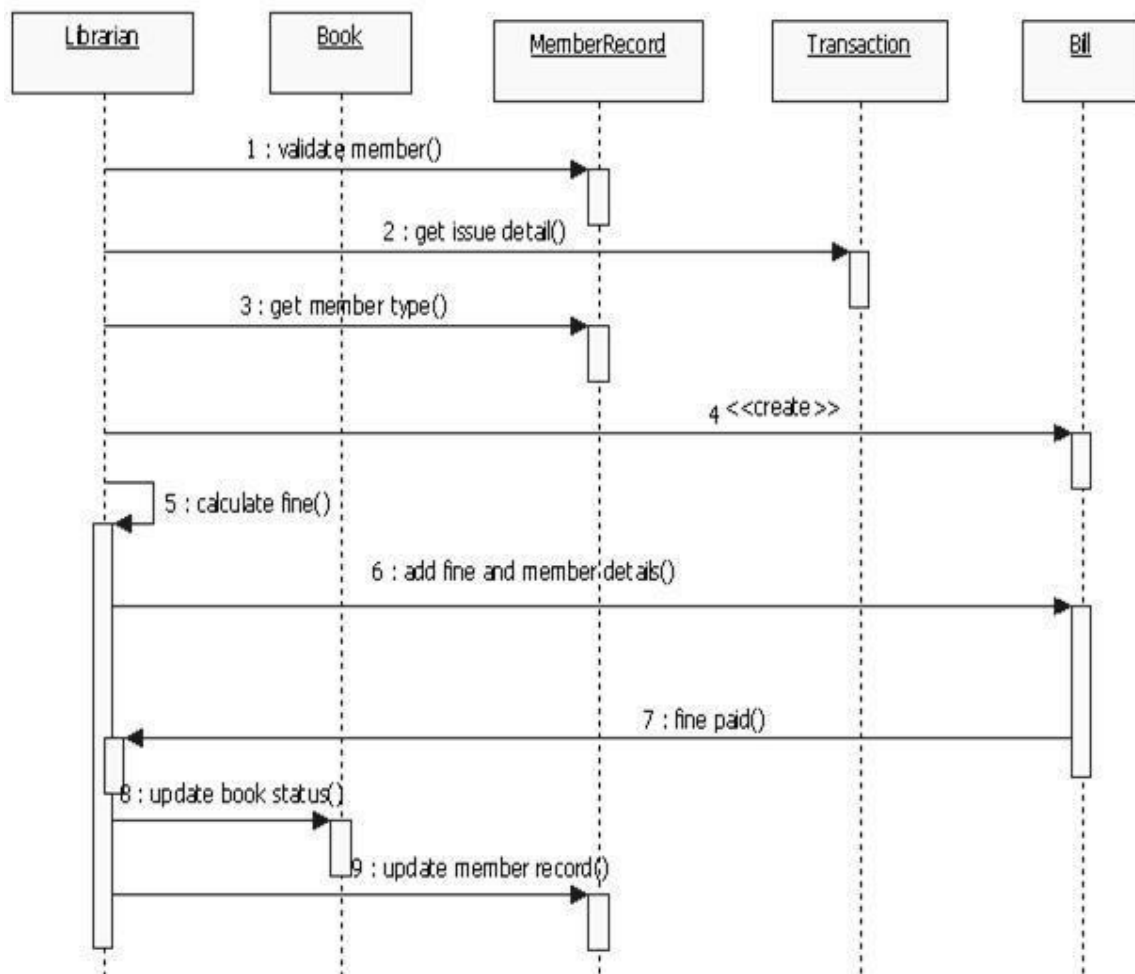 Librarian
Book
MemberRecord
Transaction
Bill
1 : validate member()
2 : get issue detail()
3 : get member type()
4 <<create>>
5 : calculate fine()
6 : add fine and member details()
7 : fine paid()
8 : update book status()
9 : update member record()